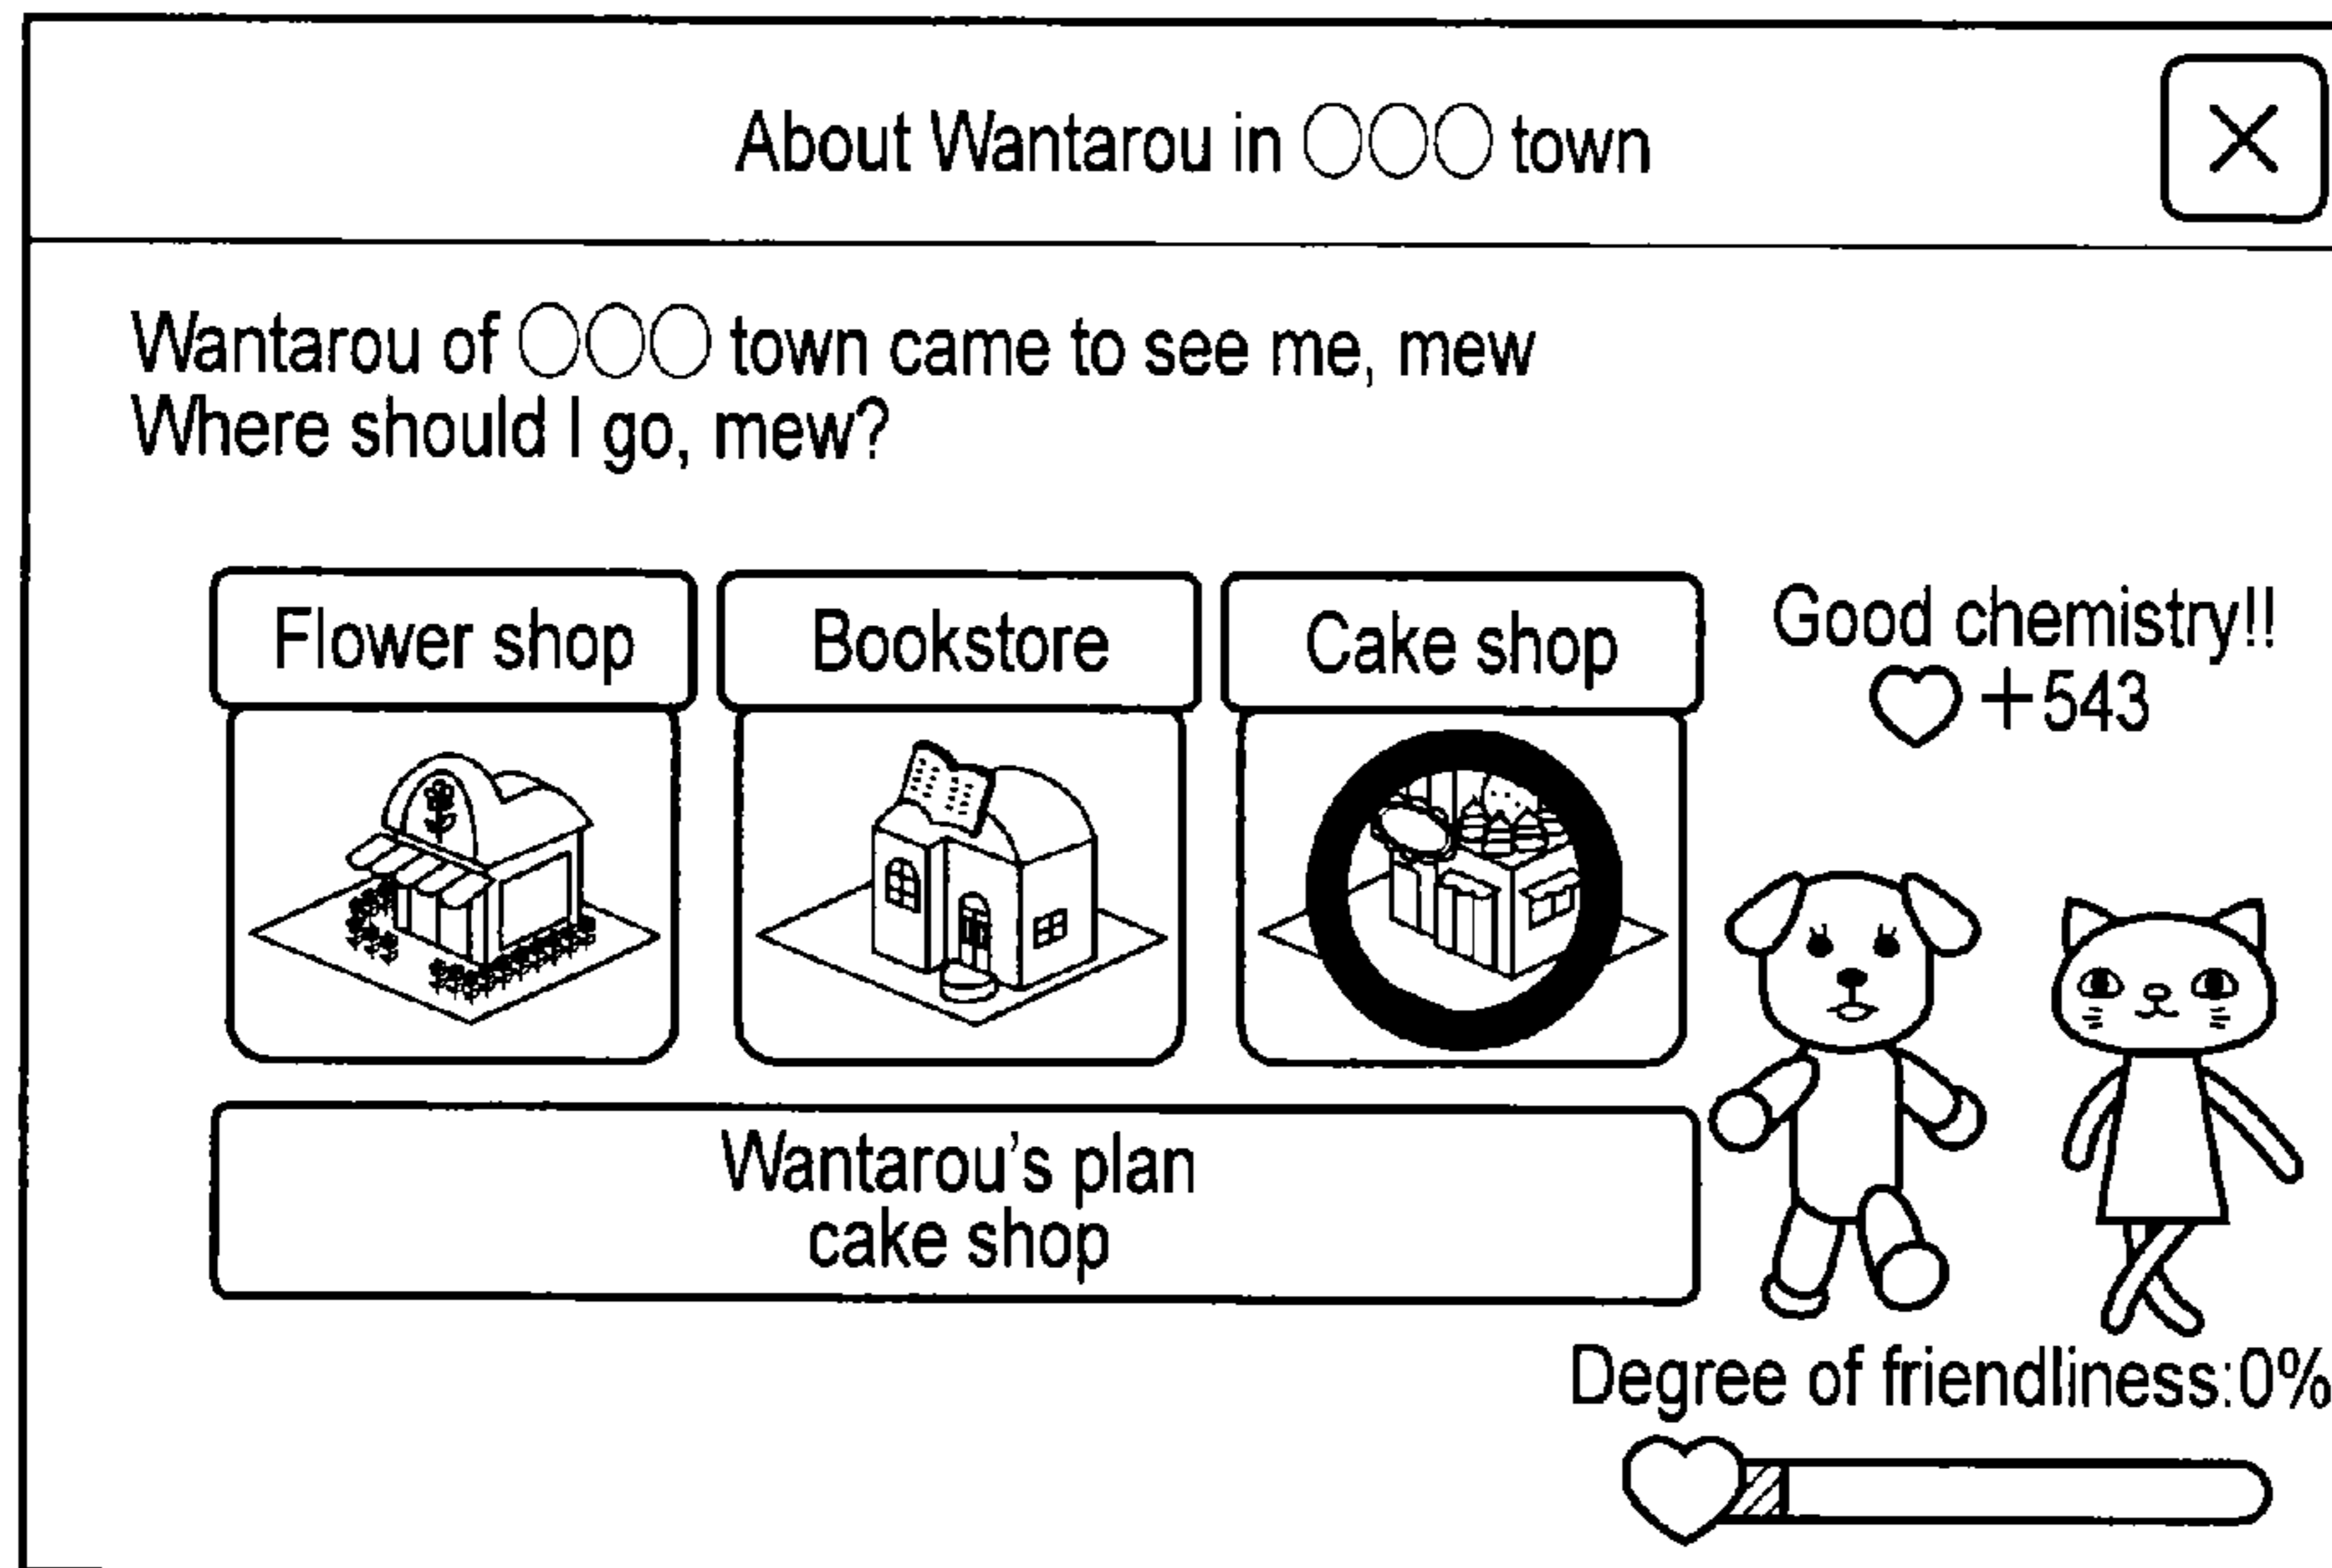 About Wantarou in ○○○ town
×
Wantarou of ○○○ town came to see me, mew
Where should I go, mew?
Flower shop
Bookstore
Cake shop
Good chemistry!!
♡+543
Wantarou's plan
cake shop
Degree of friendliness:0%